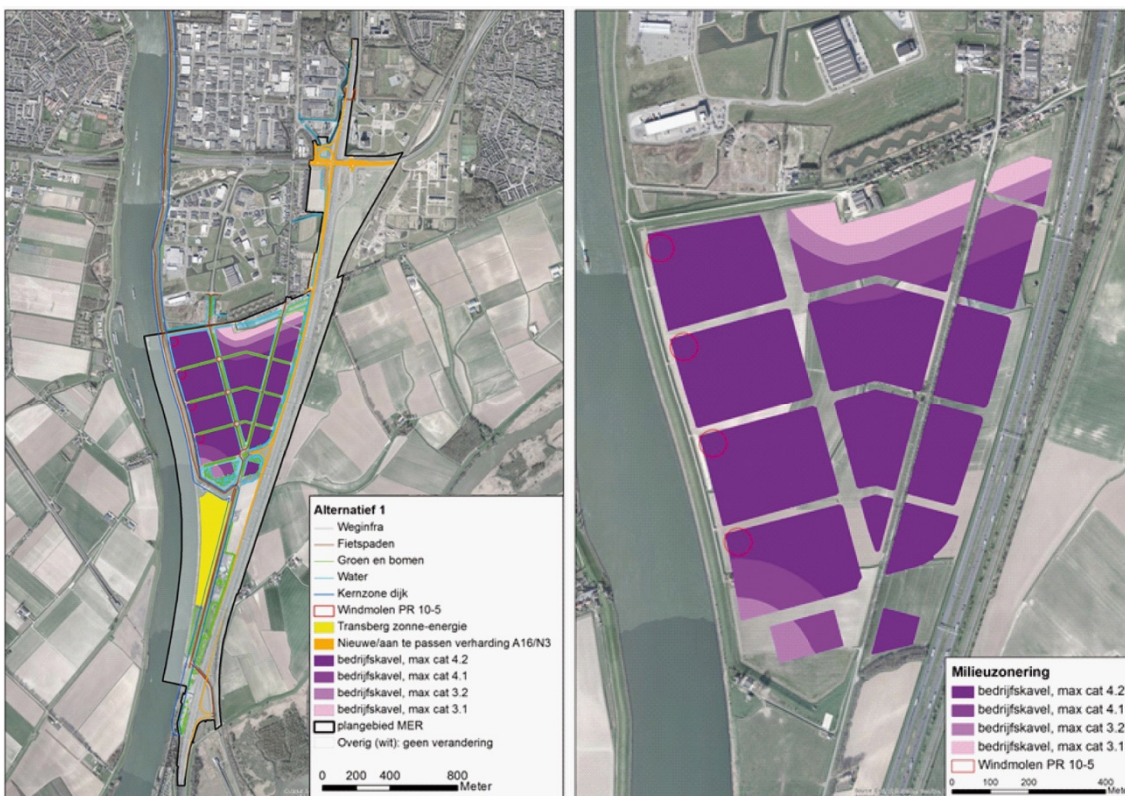 Alternatief 1
Weginfra
Fietspaden
Groen en bomen
Water
Kernzone dijk
Windmolen PR 10-5
Transberg zonne-energie
Nieuwe/aan te passen verharding A16/N3
bedrijfskavel, max cat 4.2
bedrijfskavel, max cat 4.1
bedrijfskavel, max cat 3.2
bedrijfskavel, max cat 3.1
plangebied MER
Overig (wit): geen verandering
0 200 400 800
Meter
Milieuzonering
bedrijfskavel, max cat 4.2
bedrijfskavel, max cat 4.1
bedrijfskavel, max cat 3.2
bedrijfskavel, max cat 3.1
Windmolen PR 10-5
0 100 200 400
Mete